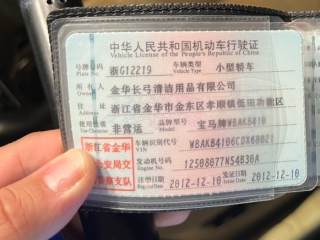 中华人民共和国机动车行驶证
Vehicle License of the People's Republic of China
号牌号码 Plate No. 浙G12219 车辆类型 Vehicle Type 小型轿车
所有人 Owner 金华长弓清洁用品有限公司
住址 Address 浙江省金华市金东区孝顺镇低田功能区
使用性质 Use Character 非营运 品牌型号 Model 宝马牌WBAKB410
浙江省金华
车辆识别代号 VIN WBAKB4106CDX68021
市公安局交
发动机号码 Engine No. 12508077N54B30A
警察支队
注册日期 Register Date 2012-12-10 发证日期 Issue Date 2012-12-10